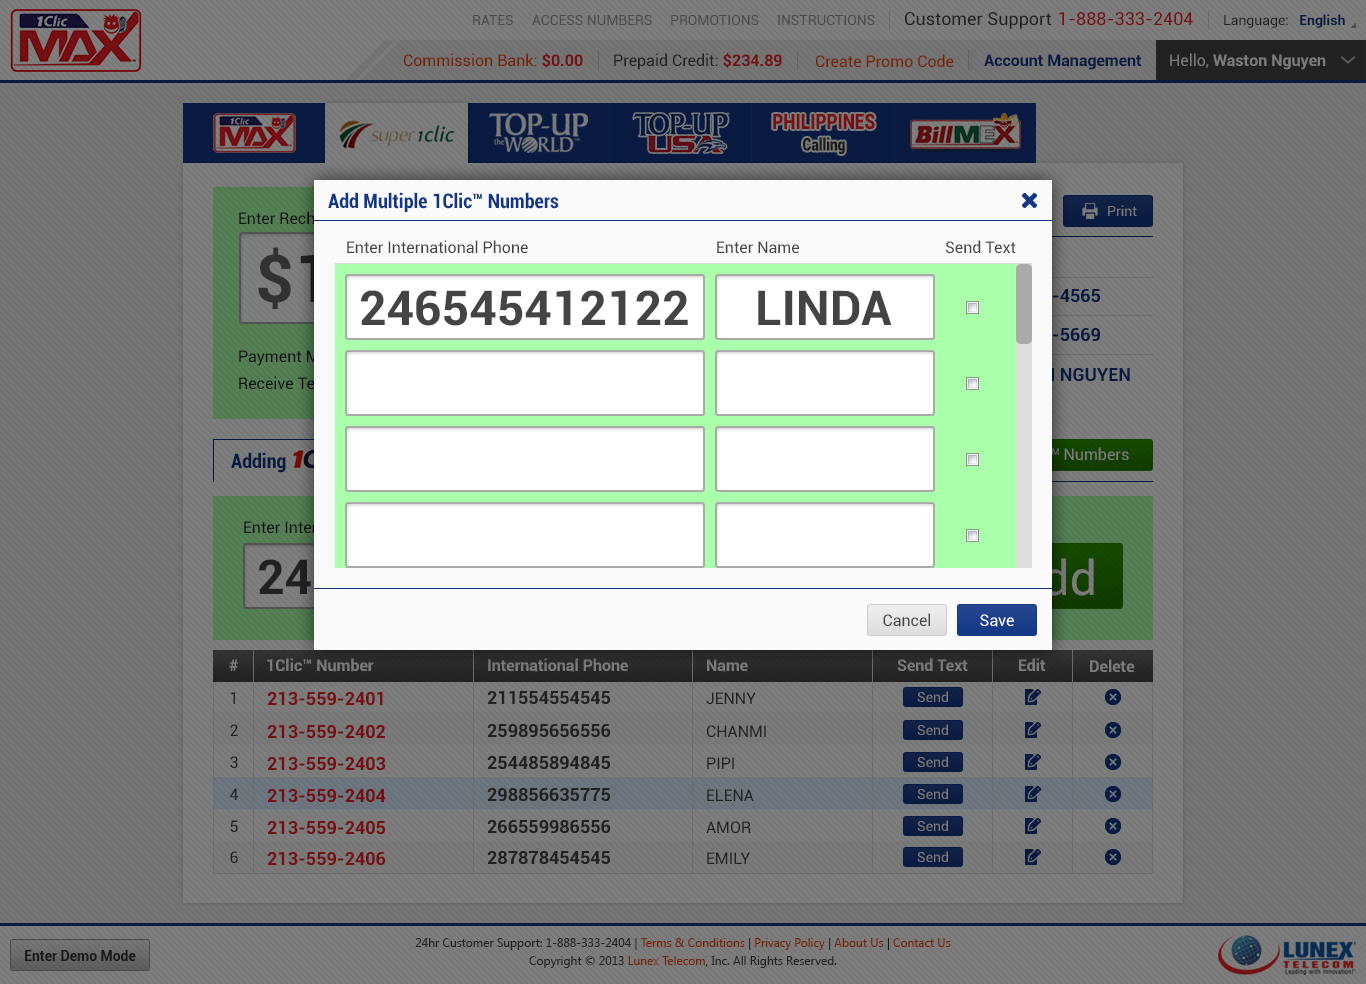 1Clic
MAX
RATES ACCESS NUMBERS PROMOTIONS INSTRUCTIONS Customer Support 1-888-333-2404 Language: English
Commission Bank: $0.00 Prepaid Credit: $234.89 Create Promo Code Account Management Hello, Waston Nguyen
1Clic MAX super 1clic TOP-UP the WORLD™ TOP-UP USA PHILIPPINES Calling BillMEX
Add Multiple 1Clic™ Numbers
Enter Rech
Print
Enter International Phone Enter Name Send Text
$1
246545412122 LINDA
-4565
-5669
Payment M
NGUYEN
Receive Te
Adding 1C
™ Numbers
Enter Inter
24
dd
Cancel Save
# 1Clic™ Number International Phone Name Send Text Edit Delete
1 213-559-2401 211554554545 JENNY Send
2 213-559-2402 259895656556 CHANMI Send
3 213-559-2403 254485894845 PIPI Send
4 213-559-2404 298856635775 ELENA Send
5 213-559-2405 266559986556 AMOR Send
6 213-559-2406 287878454545 EMILY Send
Enter Demo Mode
24hr Customer Support: 1-888-333-2404 | Terms & Conditions | Privacy Policy | About Us | Contact Us
Copyright © 2013 Lunex Telecom, Inc. All Rights Reserved.
LUNEX
TELECOM
Leading with Innovation!